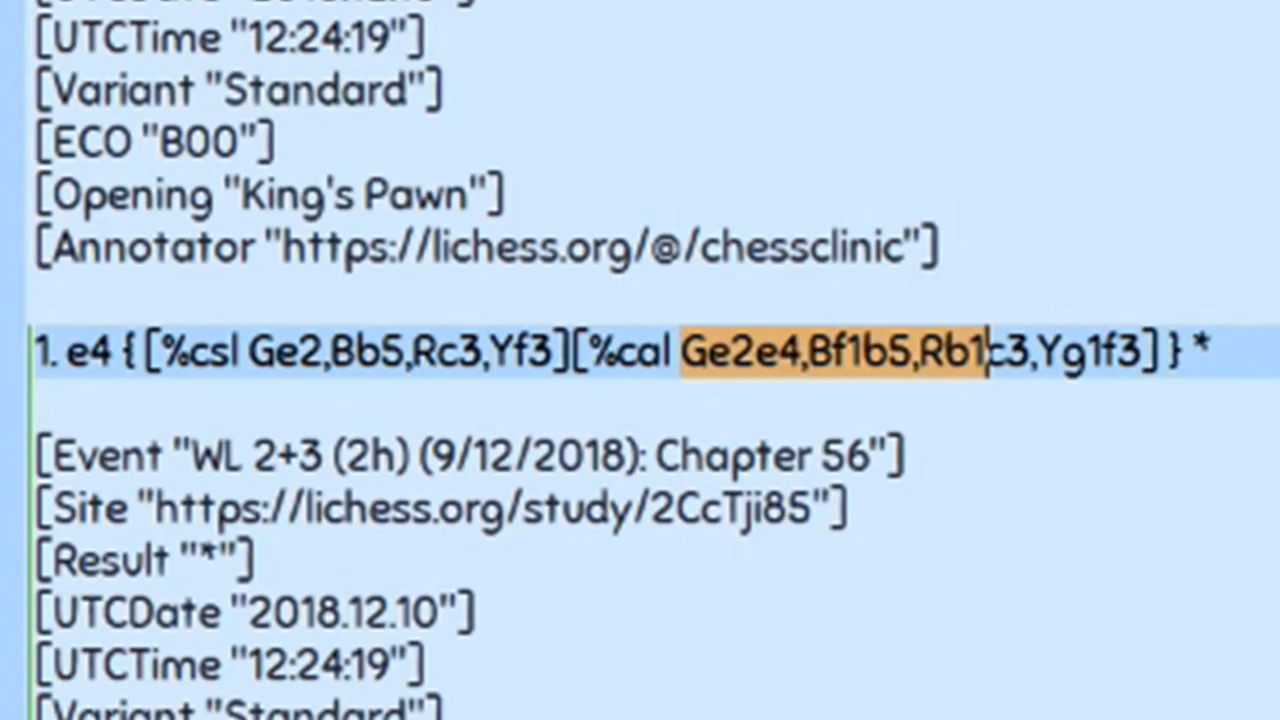 [UTCTime "12:24:19"]
[Variant "Standard"]
[ECO "B00"]
[Opening "King's Pawn"]
[Annotator "https://lichess.org/@/chessclinic"]
1. e4 { [%csl Ge2,Bb5,Rc3,Yf3][%cal Ge2e4,Bf1b5,Rb1c3,Yg1f3] } *
[Event "WL 2+3 (2h) (9/12/2018): Chapter 56"]
[Site "https://lichess.org/study/2CcTji85"]
[Result "*"]
[UTCDate "2018.12.10"]
[UTCTime "12:24:19"]
[Variant "Standard"]